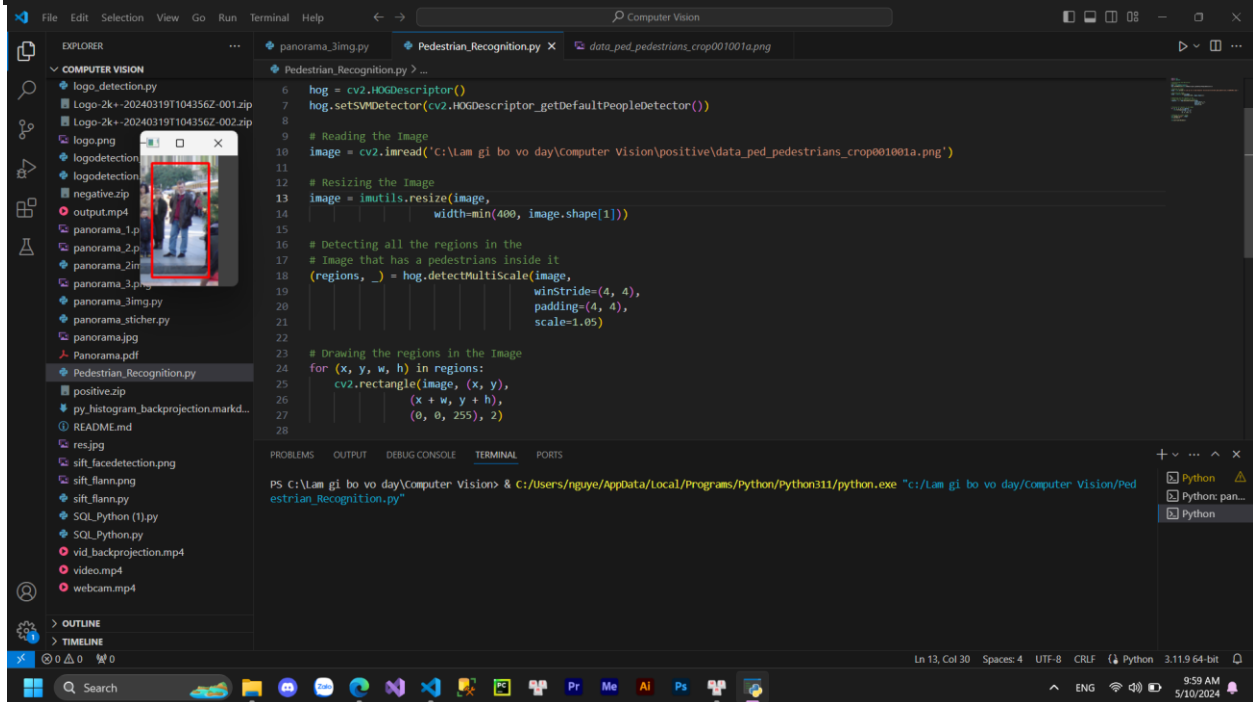 File Edit Selection View Go Run Terminal Help
Computer Vision
EXPLORER
panorama_3img.py
Pedestrian_Recognition.py
data_ped_pedestrians_crop001001a.png
COMPUTER VISION
Pedestrian_Recognition.py > ...
logo_detection.py
Logo-2k+-20240319T104356Z-001.zip
Logo-2k+-20240319T104356Z-002.zip
logo.png
logodetection
logodetection
negative.zip
output.mp4
panorama_1.p
panorama_2.p
panorama_2im
panorama_3.png
panorama_3img.py
panorama_sticher.py
panorama.jpg
Panorama.pdf
Pedestrian_Recognition.py
positive.zip
py_histogram_backprojection.markd...
README.md
res.jpg
sift_facedetection.png
sift_flann.png
sift_flann.py
SQL_Python (1).py
SQL_Python.py
vid_backprojection.mp4
video.mp4
webcam.mp4
OUTLINE
TIMELINE
6 hog = cv2.HOGDescriptor()
7 hog.setSVMDetector(cv2.HOGDescriptor_getDefaultPeopleDetector())
8
9 # Reading the Image
10 image = cv2.imread('C:\Lam gi bo vo day\Computer Vision\positive\data_ped_pedestrians_crop001001a.png')
11
12 # Resizing the Image
13 image = imutils.resize(image,
14 width=min(400, image.shape[1]))
15
16 # Detecting all the regions in the
17 # Image that has a pedestrians inside it
18 (regions, _) = hog.detectMultiScale(image,
19 winStride=(4, 4),
20 padding=(4, 4),
21 scale=1.05)
22
23 # Drawing the regions in the Image
24 for (x, y, w, h) in regions:
25 cv2.rectangle(image, (x, y),
26 (x + w, y + h),
27 (0, 0, 255), 2)
28
PROBLEMS OUTPUT DEBUG CONSOLE TERMINAL PORTS
PS C:\Lam gi bo vo day\Computer Vision> & C:/Users/nguye/AppData/Local/Programs/Python/Python311/python.exe "c:/Lam gi bo vo day/Computer Vision/Ped
estrian_Recognition.py"
Python
Python: pan...
Python
0 0 0
Ln 13, Col 30 Spaces: 4 UTF-8 CRLF Python 3.11.9 64-bit
Search
Zalo
PC
Pr
Me
Ai
Ps
ENG
9:59 AM
5/10/2024